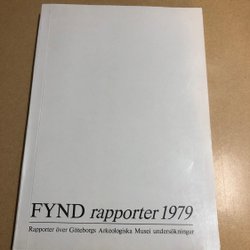 FYND rapporter 1979
Rapporter över Göteborgs Arkeologiska Musei undersökningar